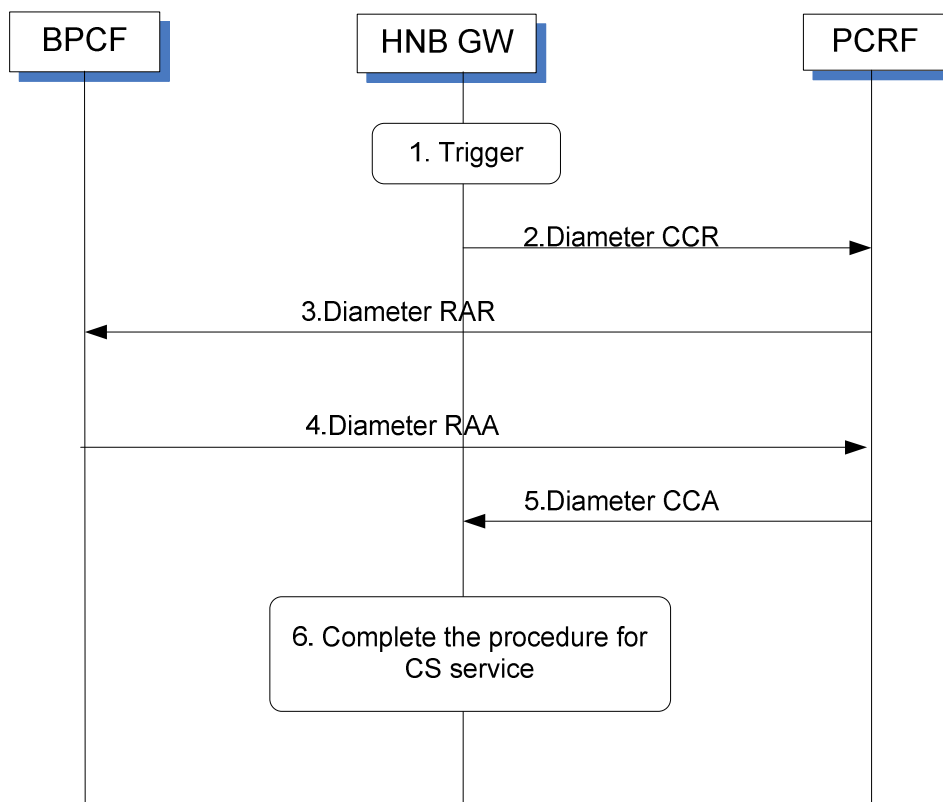 BPCF
HNB GW
PCRF
1. Trigger
2.Diameter CCR
3.Diameter RAR
4.Diameter RAA
5.Diameter CCA
6. Complete the procedure for
CS service